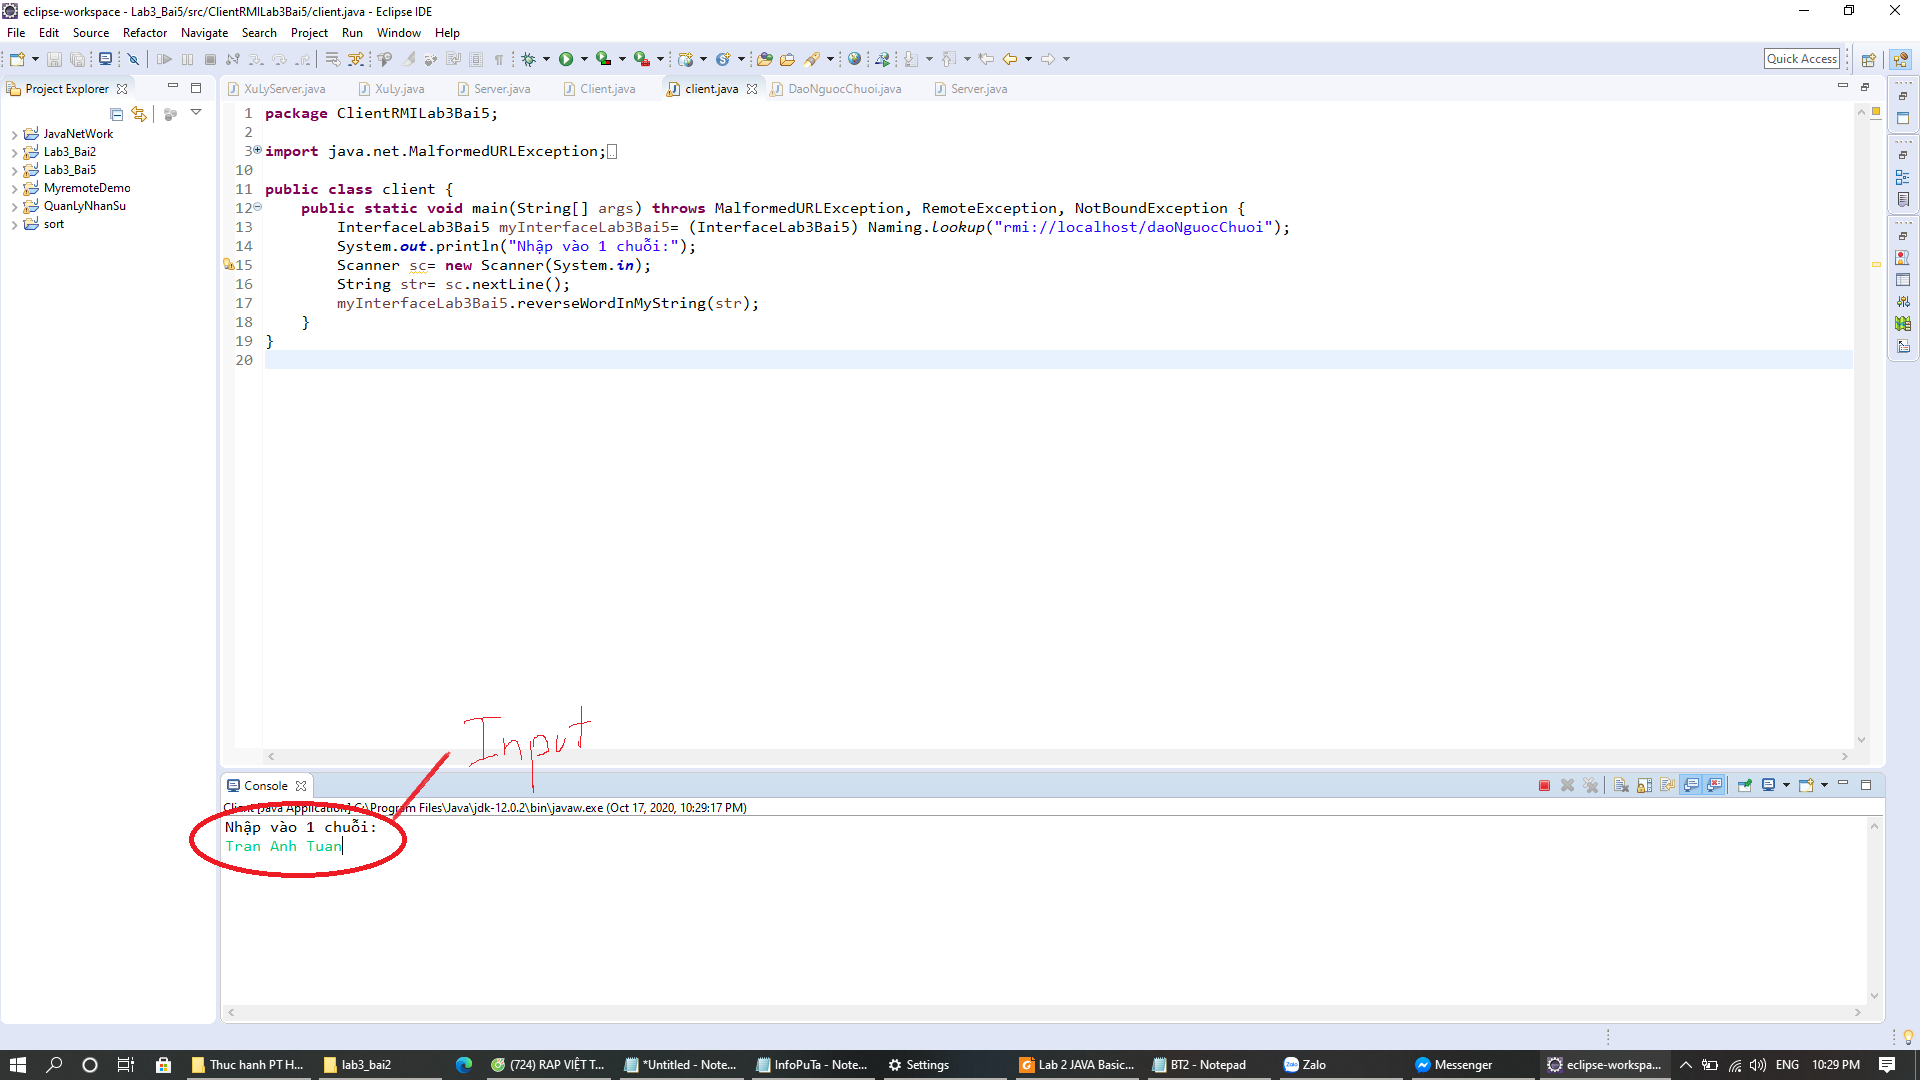 eclipse-workspace - Lab3_Bai5/src/ClientRMILab3Bai5/client.java - Eclipse IDE
File Edit Source Refactor Navigate Search Project Run Window Help
Quick Access
Project Explorer
XuLyServer.java XuLy.java Server.java Client.java client.java DaoNguocChuoi.java Server.java
JavaNetWork
Lab3_Bai2
Lab3_Bai5
MyremoteDemo
QuanLyNhanSu
sort
1 package ClientRMILab3Bai5;
2
3 import java.net.MalformedURLException;
10
11 public class client {
12 public static void main(String[] args) throws MalformedURLException, RemoteException, NotBoundException {
13 InterfaceLab3Bai5 myInterfaceLab3Bai5= (InterfaceLab3Bai5) Naming.lookup("rmi://localhost/daoNguocChuoi");
14 System.out.println("Nhập vào 1 chuỗi:");
15 Scanner sc= new Scanner(System.in);
16 String str= sc.nextLine();
17 myInterfaceLab3Bai5.reverseWordInMyString(str);
18 }
19 }
20
Input
Console
Client [Java Application] C:\Program Files\Java\jdk-12.0.2\bin\javaw.exe (Oct 17, 2020, 10:29:17 PM)
Nhập vào 1 chuỗi:
Tran Anh Tuan
Thuc hanh PT H... lab3_bai2 (724) RAP VIỆT T... *Untitled - Note... InfoPuTa - Note... Settings Lab 2 JAVA Basic... BT2 - Notepad Zalo Messenger eclipse-workspa... ENG 10:29 PM